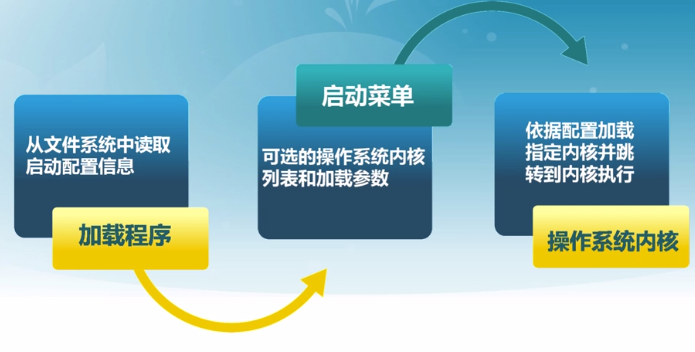 从文件系统中读取
启动配置信息
加载程序
启动菜单
可选的操作系统内核
列表和加载参数
依据配置加载
指定内核并跳
转到内核执行
操作系统内核